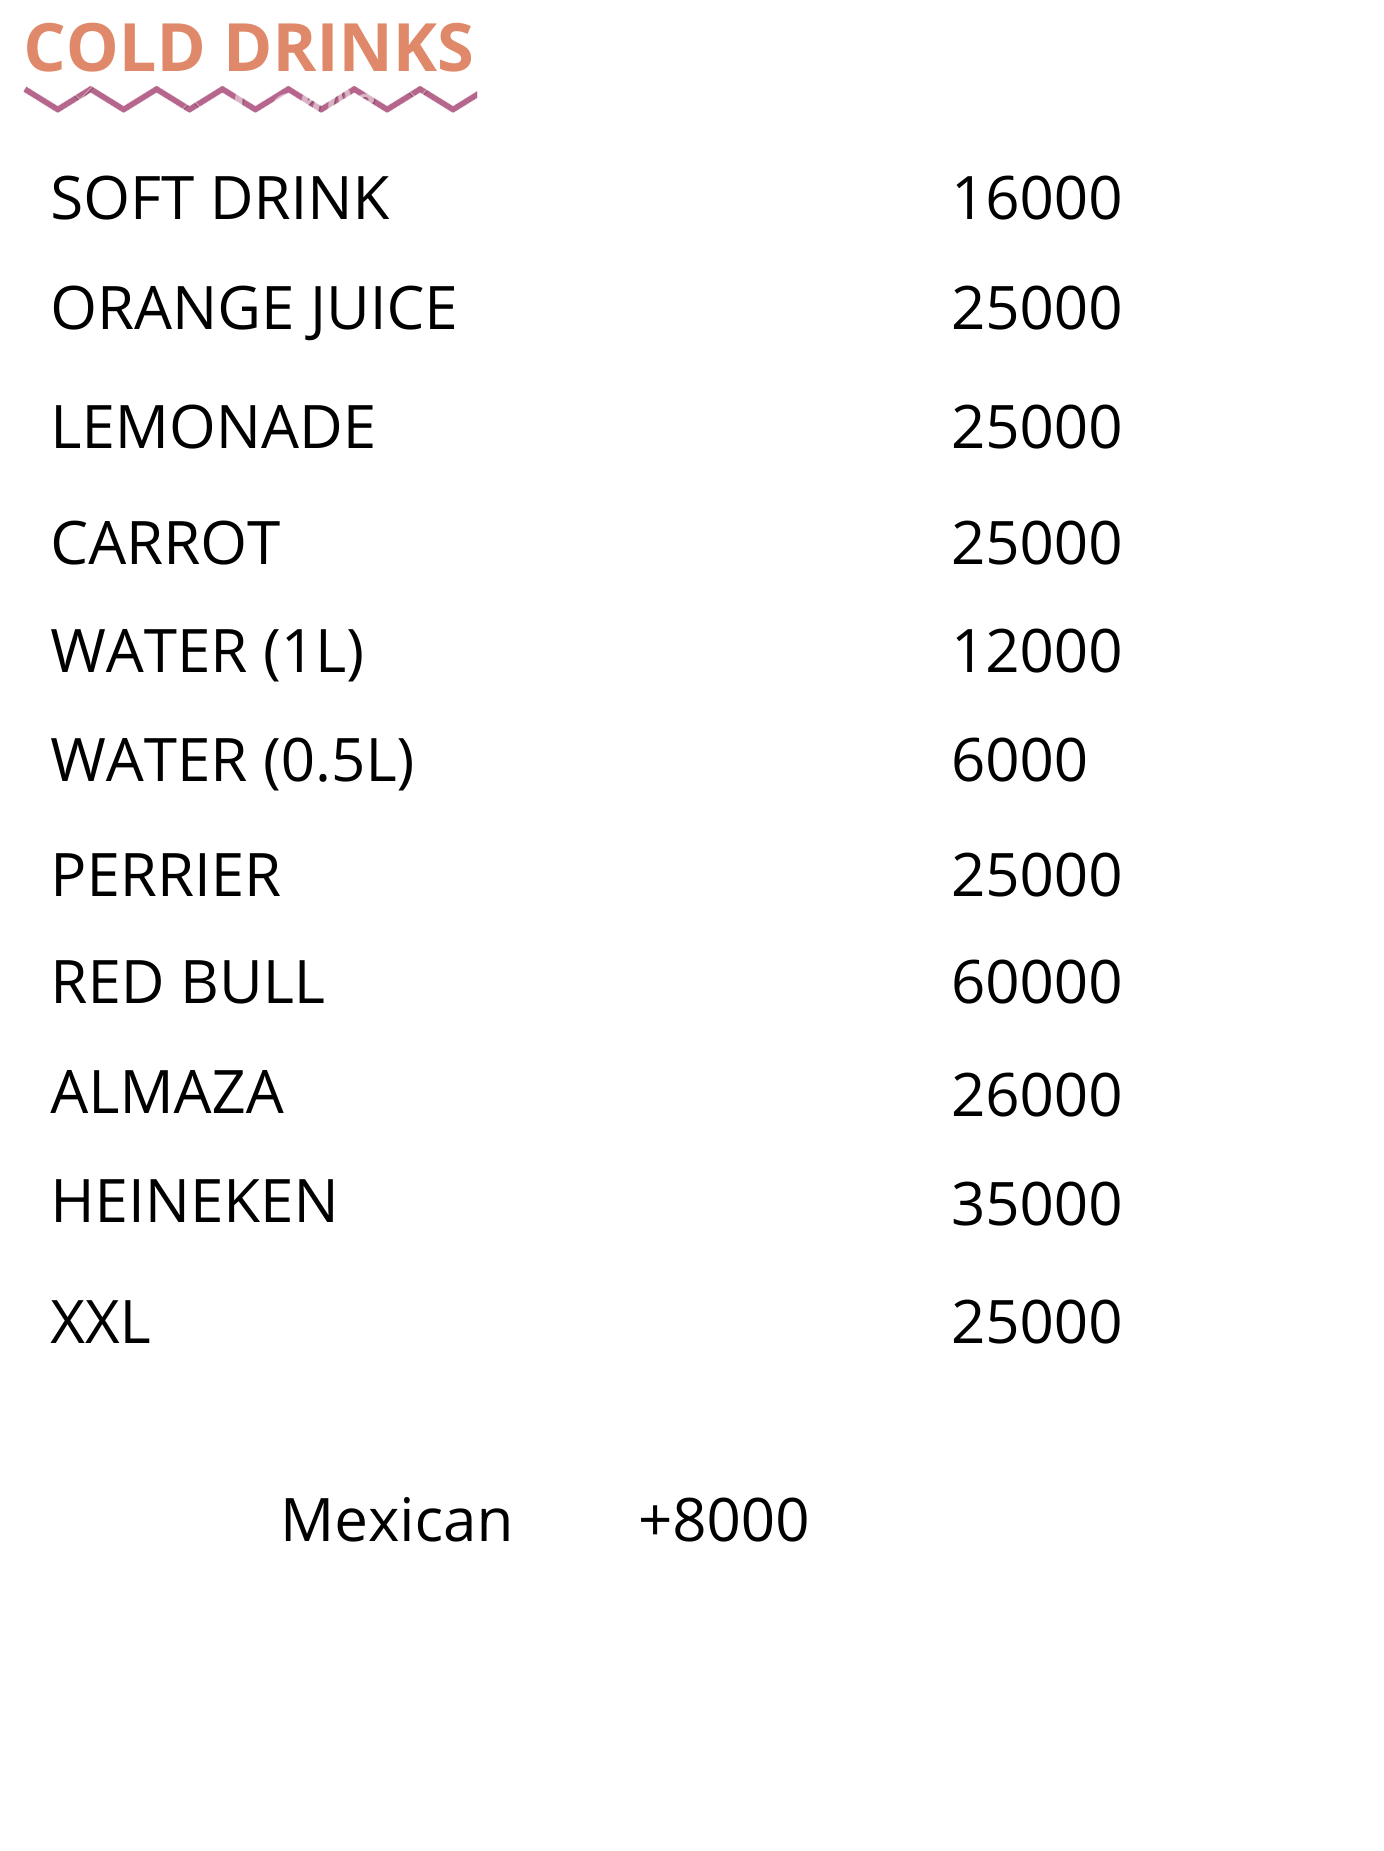 COLD DRINKS
SOFT DRINK 16000
ORANGE JUICE 25000
LEMONADE 25000
CARROT 25000
WATER (1L) 12000
WATER (0.5L) 6000
PERRIER 25000
RED BULL 60000
ALMAZA 26000
HEINEKEN 35000
XXL 25000
Mexican +8000